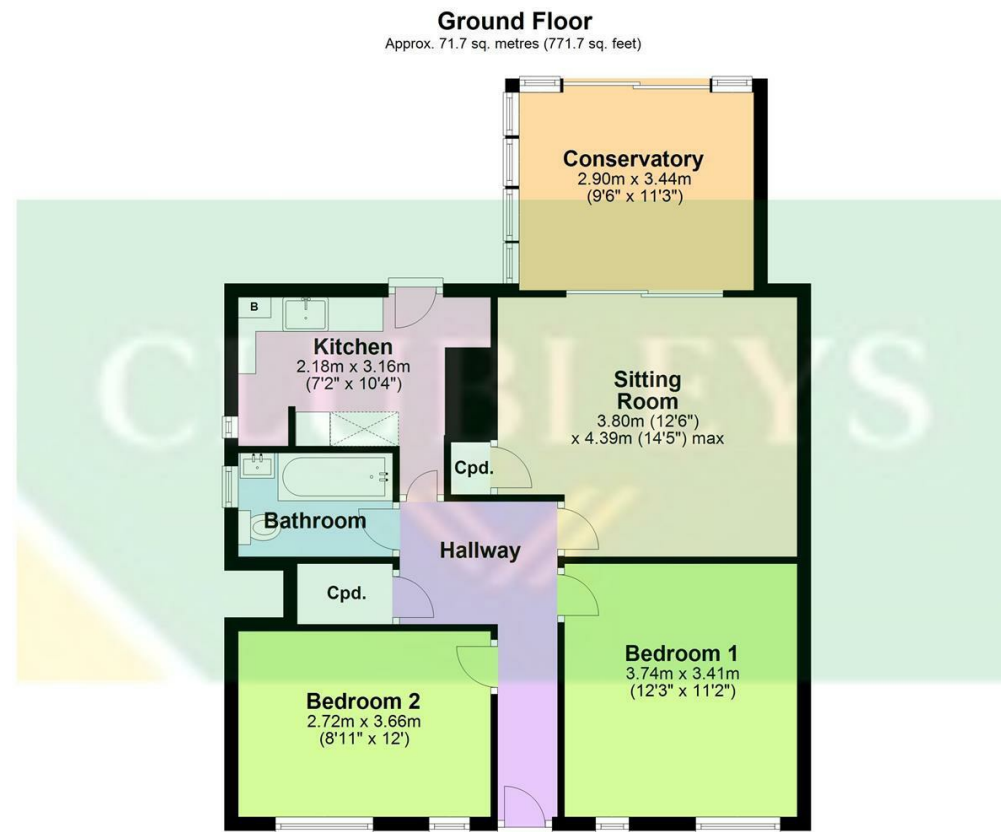 Ground Floor
Approx. 71.7 sq. metres (771.7 sq. feet)
Conservatory
2.90m x 3.44m
(9'6" x 11'3")
B
Kitchen
2.18m x 3.16m
(7'2" x 10'4")
Sitting
Room
3.80m (12'6")
x 4.39m (14'5") max
CLUBLEYS
Cpd.
Bathroom
Hallway
Cpd.
Bedroom 1
3.74m x 3.41m
(12'3" x 11'2")
Bedroom 2
2.72m x 3.66m
(8'11" x 12')